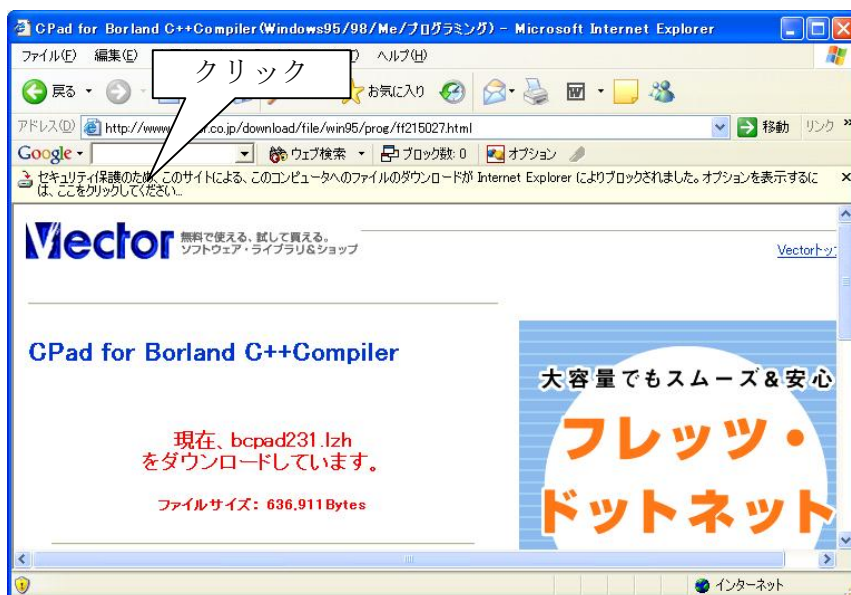 CPad for Borland C++Compiler(Windows95/98/Me/プログラミング) - Microsoft Internet Explorer
ファイル(F) 編集(E) ヘルプ(H)
クリック
戻る お気に入り
アドレス(D) http://www. .co.jp/download/file/win95/prog/ff215027.html 移動 リンク »
Google ウェブ検索 ブロック数: 0 オプション
セキュリティ保護のため、このサイトによる、このコンピュータへのファイルのダウンロードが Internet Explorer によりブロックされました。オプションを表示するに
は、ここをクリックしてください...
Vector 無料で使える、試して買える。
ソフトウェア・ライブラリ&ショップ
Vectorトッ
CPad for Borland C++Compiler
大容量でもスムーズ&安心
フレッツ・
ドットネット
現在、bcpad231.lzh
をダウンロードしています。
ファイルサイズ: 636,911Bytes
インターネット